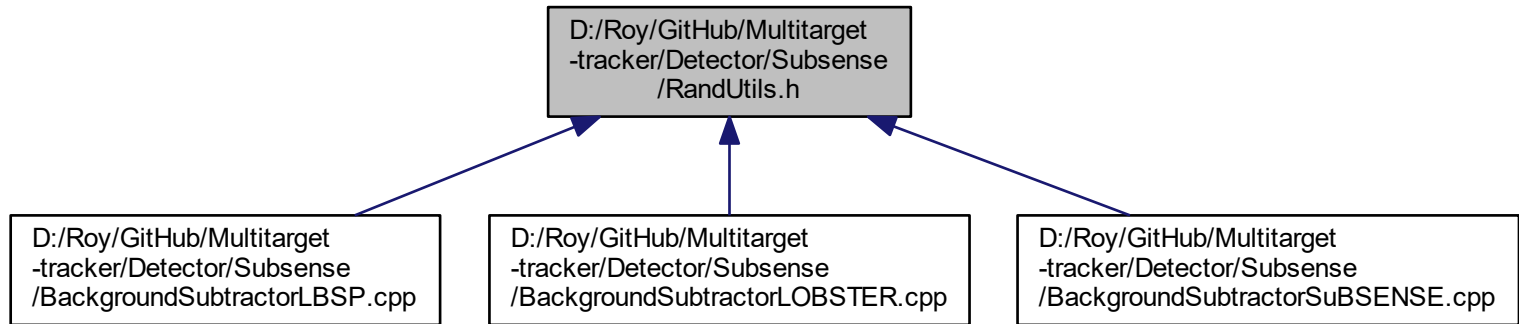 D:/Roy/GitHub/Multitarget
-tracker/Detector/Subsense
/RandUtils.h
D:/Roy/GitHub/Multitarget
-tracker/Detector/Subsense
/BackgroundSubtractorLBSP.cpp
D:/Roy/GitHub/Multitarget
-tracker/Detector/Subsense
/BackgroundSubtractorLOBSTER.cpp
D:/Roy/GitHub/Multitarget
-tracker/Detector/Subsense
/BackgroundSubtractorSuBSENSE.cpp